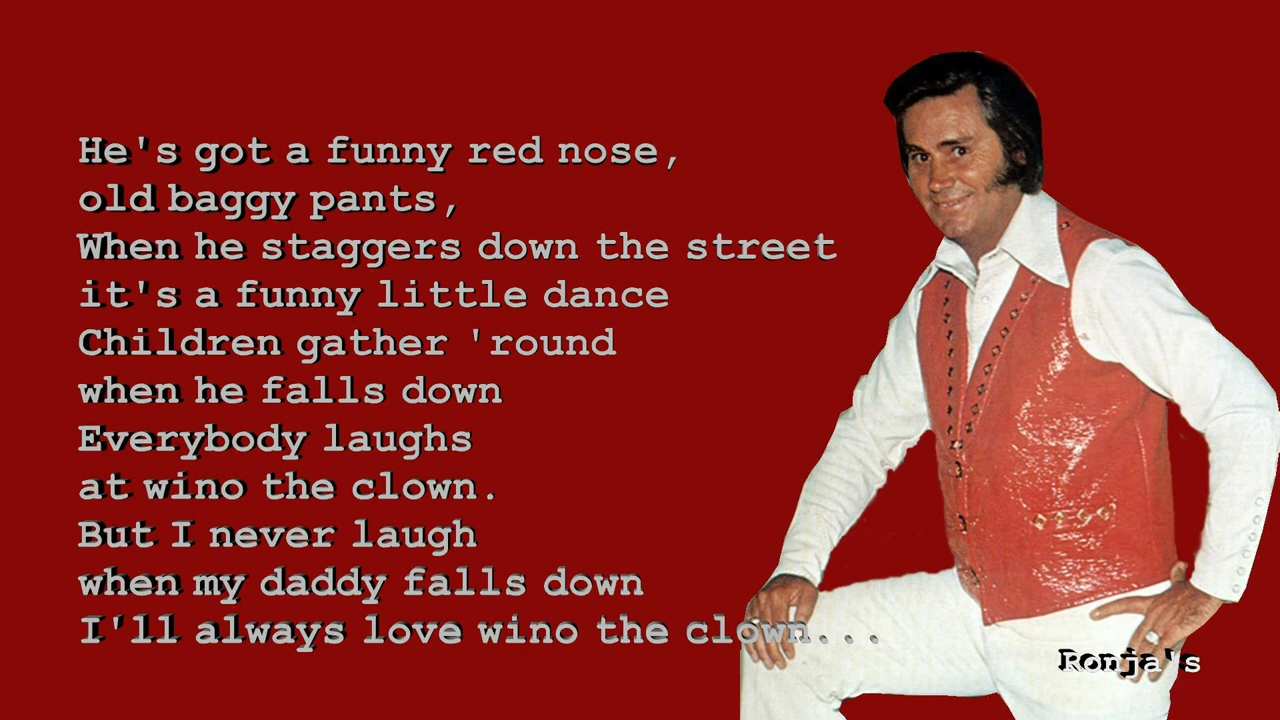 He's got a funny red nose,
old baggy pants,
When he staggers down the street
it's a funny little dance
Children gather 'round
when he falls down
Everybody laughs
at wino the clown.
But I never laugh
when my daddy falls down
I'll always love wino the clown...
Ronja's